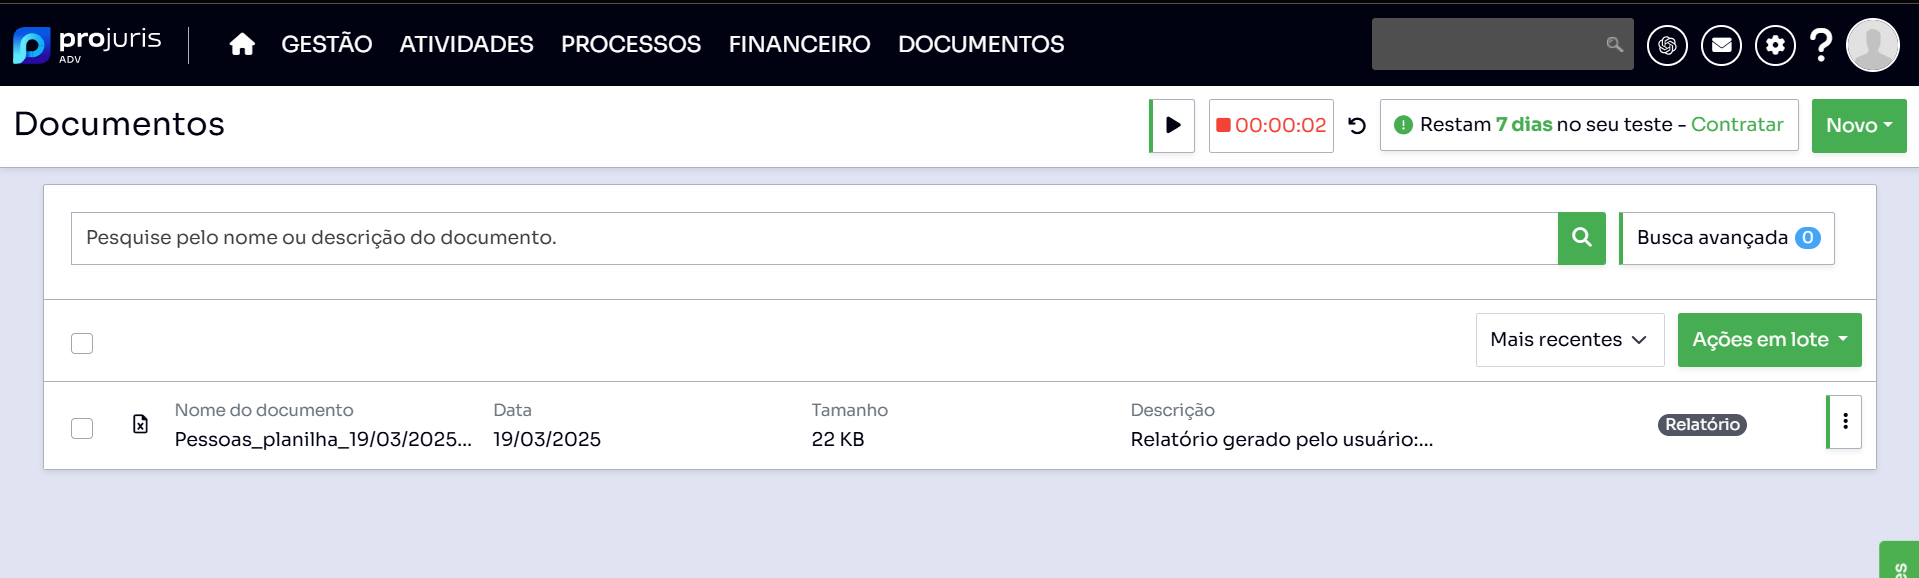 projuris
ADV
GESTÃO ATIVIDADES PROCESSOS FINANCEIRO DOCUMENTOS
Documentos
00:00:02
Restam 7 dias no seu teste - Contratar
Novo
Pesquise pelo nome ou descrição do documento.
Busca avançada 0
Mais recentes
Ações em lote
Nome do documento Data Tamanho Descrição
Pessoas_planilha_19/03/2025... 19/03/2025 22 KB Relatório gerado pelo usuário:...
Relatório